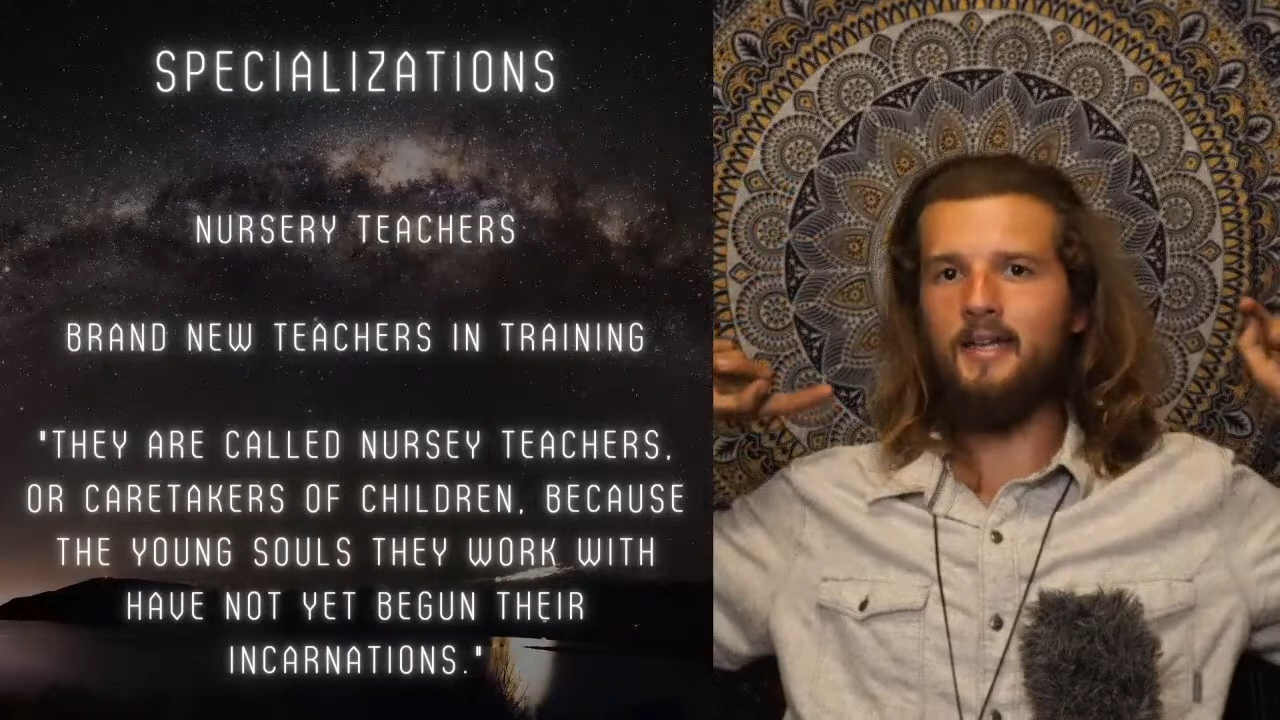 SPECIALIZATIONS
NURSERY TEACHERS
BRAND NEW TEACHERS IN TRAINING
"THEY ARE CALLED NURSEY TEACHERS,
OR CARETAKERS OF CHILDREN, BECAUSE
THE YOUNG SOULS THEY WORK WITH
HAVE NOT YET BEGUN THEIR
INCARNATIONS."